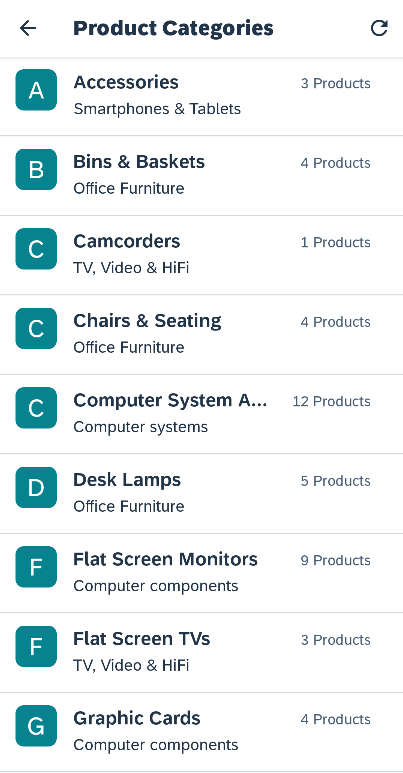 Product Categories
A
Accessories
3 Products
Smartphones & Tablets
B
Bins & Baskets
4 Products
Office Furniture
C
Camcorders
1 Products
TV, Video & HiFi
C
Chairs & Seating
4 Products
Office Furniture
C
Computer System A...
12 Products
Computer systems
D
Desk Lamps
5 Products
Office Furniture
F
Flat Screen Monitors
9 Products
Computer components
F
Flat Screen TVs
3 Products
TV, Video & HiFi
G
Graphic Cards
4 Products
Computer components